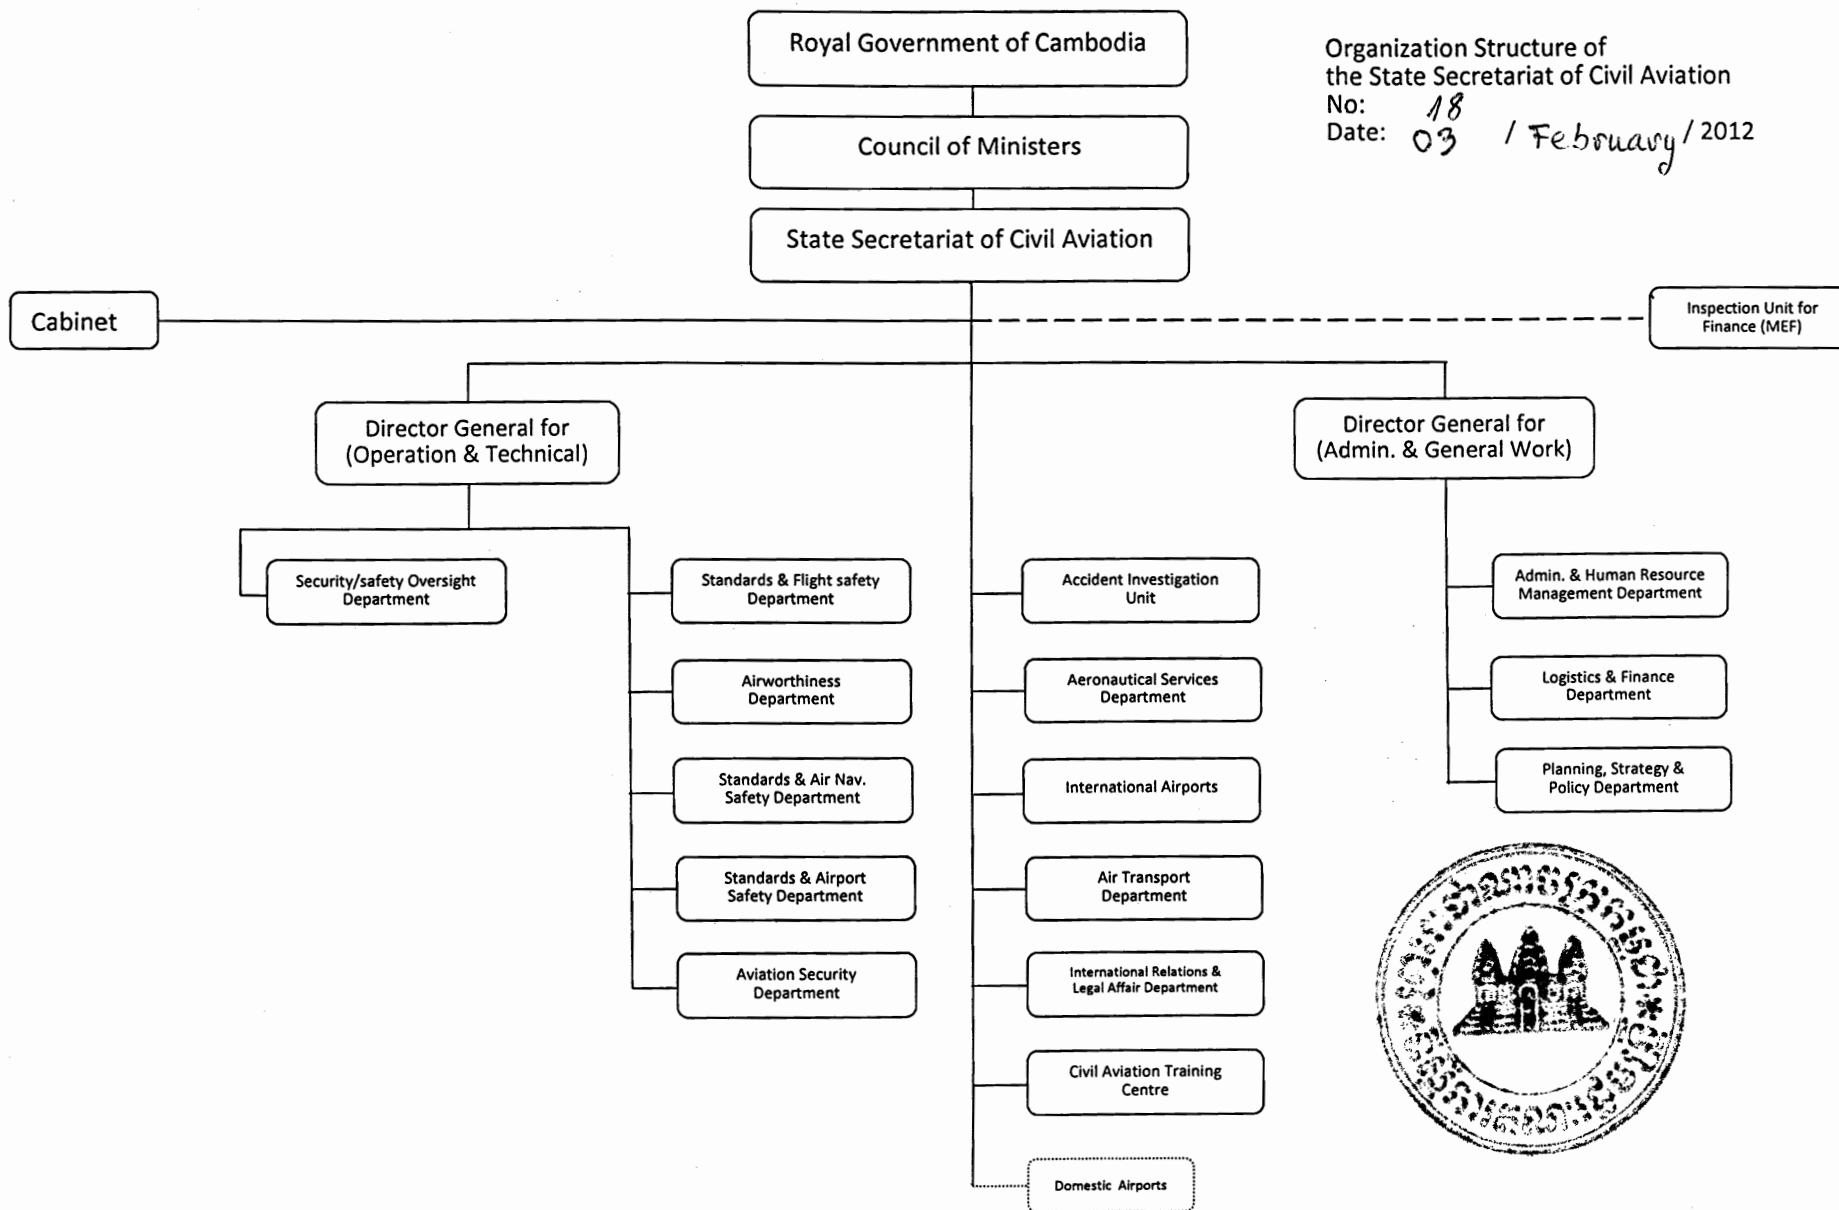 Royal Government of Cambodia
Organization Structure of
the State Secretariat of Civil Aviation
No: 18
Date: 03 / February / 2012
Council of Ministers
State Secretariat of Civil Aviation
Cabinet
Inspection Unit for
Finance (MEF)
Director General for
(Operation & Technical)
Director General for
(Admin. & General Work)
Security/safety Oversight
Department
Standards & Flight safety
Department
Airworthiness
Department
Standards & Air Nav.
Safety Department
Standards & Airport
Safety Department
Aviation Security
Department
Accident Investigation
Unit
Aeronautical Services
Department
International Airports
Air Transport
Department
International Relations &
Legal Affair Department
Civil Aviation Training
Centre
Domestic Airports
Admin. & Human Resource
Management Department
Logistics & Finance
Department
Planning, Strategy &
Policy Department